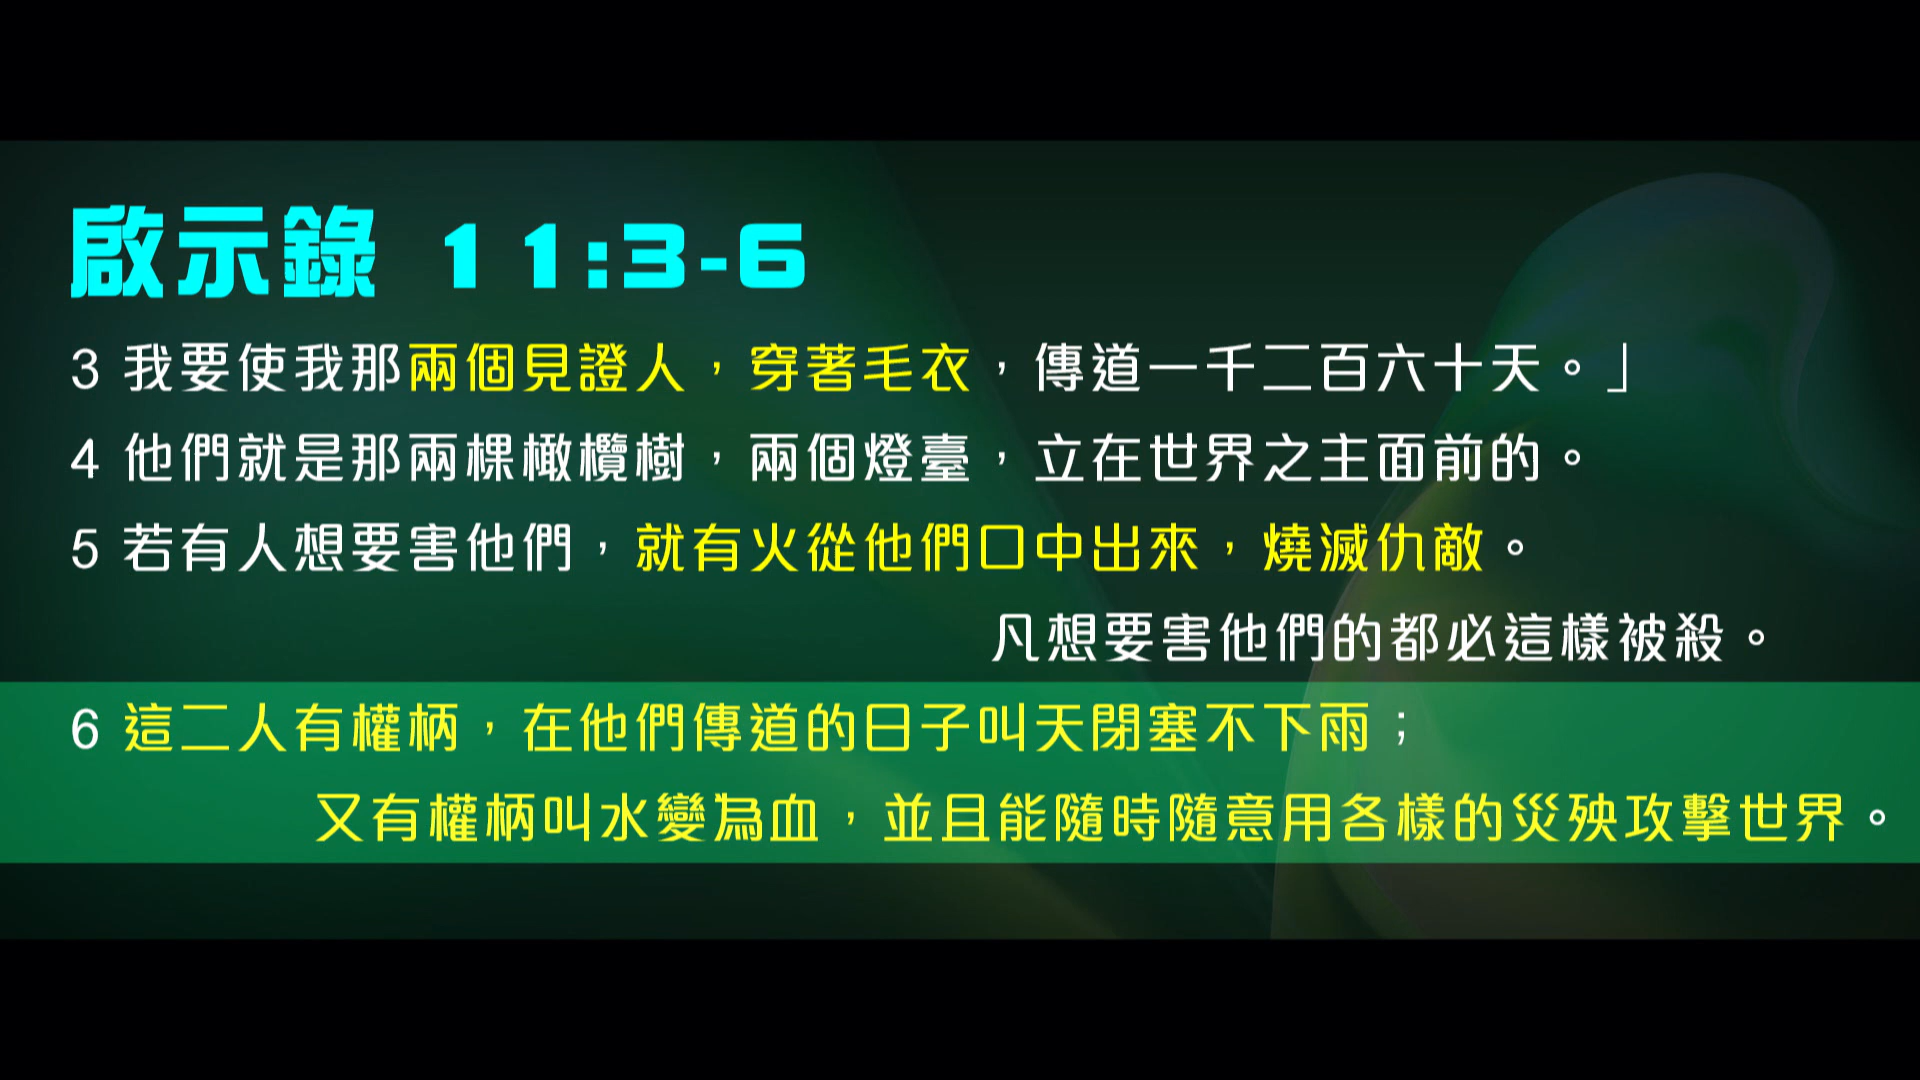 啟示錄 11:3-6
3 我要使我那兩個見證人，穿著毛衣，傳道一千二百六十天。」
4 他們就是那兩棵橄欖樹，兩個燈臺，立在世界之主面前的。
5 若有人想要害他們，就有火從他們口中出來，燒滅仇敵。
凡想要害他們的都必這樣被殺。
6 這二人有權柄，在他們傳道的日子叫天閉塞不下雨；
又有權柄叫水變為血，並且能隨時隨意用各樣的災殃攻擊世界。